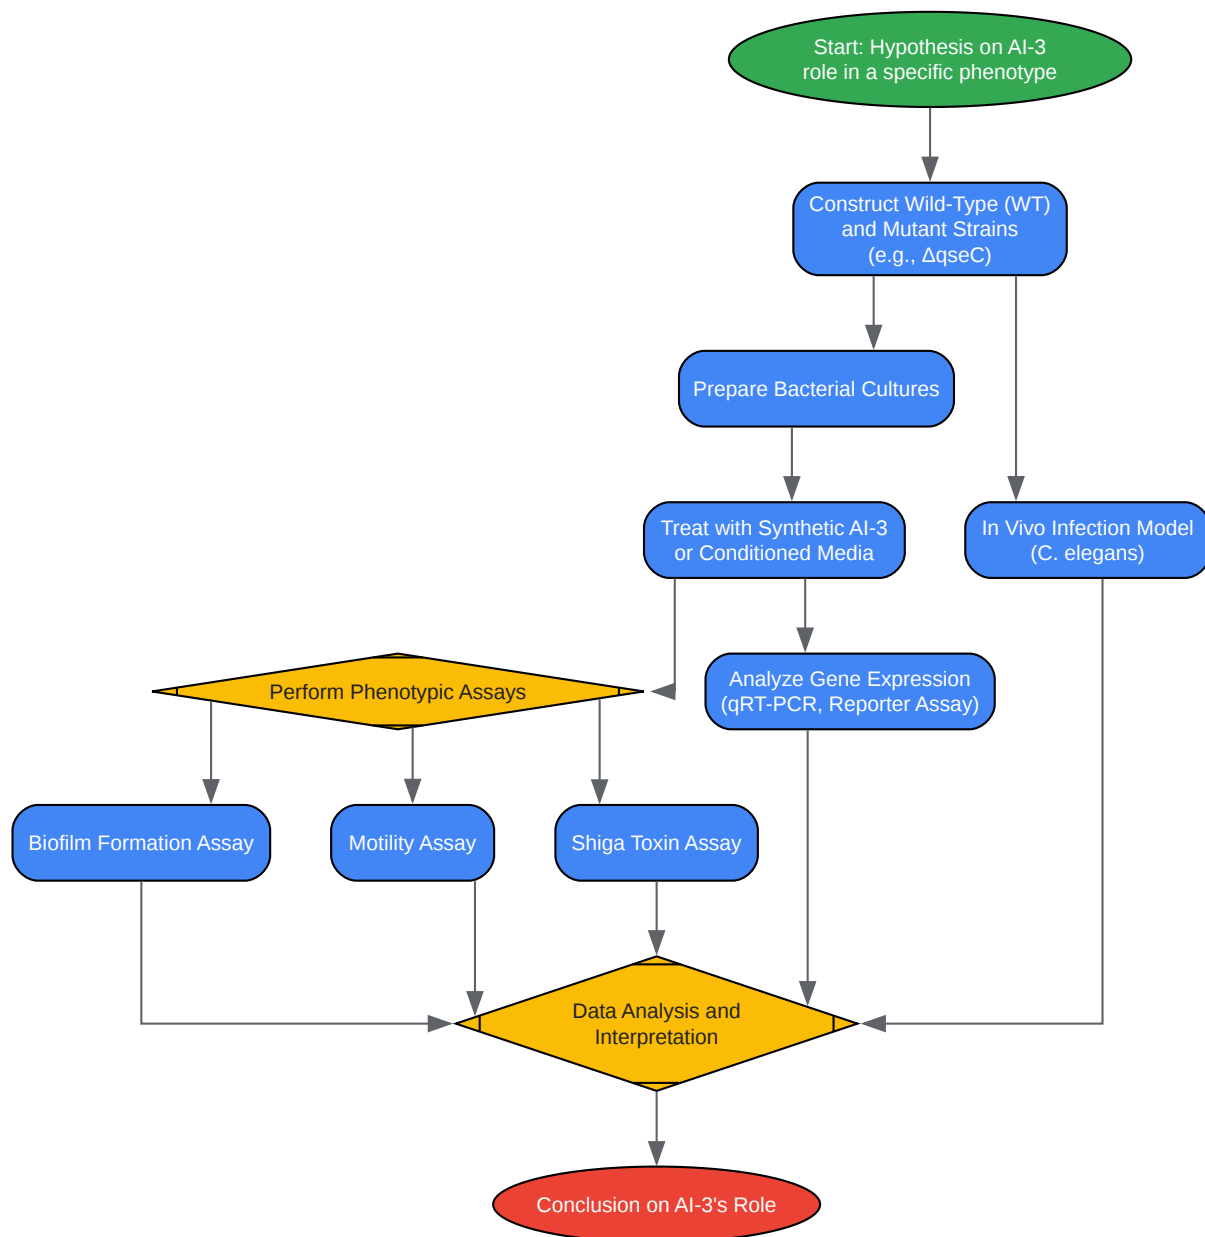 Start: Hypothesis on AI-3
role in a specific phenotype
Construct Wild-Type (WT)
and Mutant Strains
(e.g., ΔqseC)
Prepare Bacterial Cultures
Treat with Synthetic AI-3
or Conditioned Media
In Vivo Infection Model
(C. elegans)
Perform Phenotypic Assays
Analyze Gene Expression
(qRT-PCR, Reporter Assay)
Biofilm Formation Assay
Motility Assay
Shiga Toxin Assay
Data Analysis and
Interpretation
Conclusion on AI-3's Role